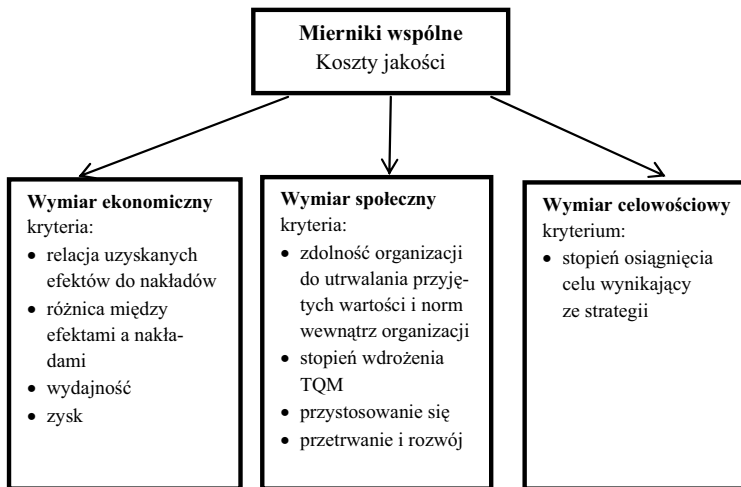 Mierniki wspólne
Koszty jakości
Wymiar ekonomiczny
kryteria:
• relacja uzyskanych
efektów do nakładów
• różnica między
efektami a nakła-
dami
• wydajność
• zysk
Wymiar społeczny
kryteria:
• zdolność organizacji
do utrwalania przyję-
tych wartości i norm
wewnątrz organizacji
• stopień wdrożenia
TQM
• przystosowanie się
• przetrwanie i rozwój
Wymiar celowościowy
kryterium:
• stopień osiągnięcia
celu wynikający
ze strategii